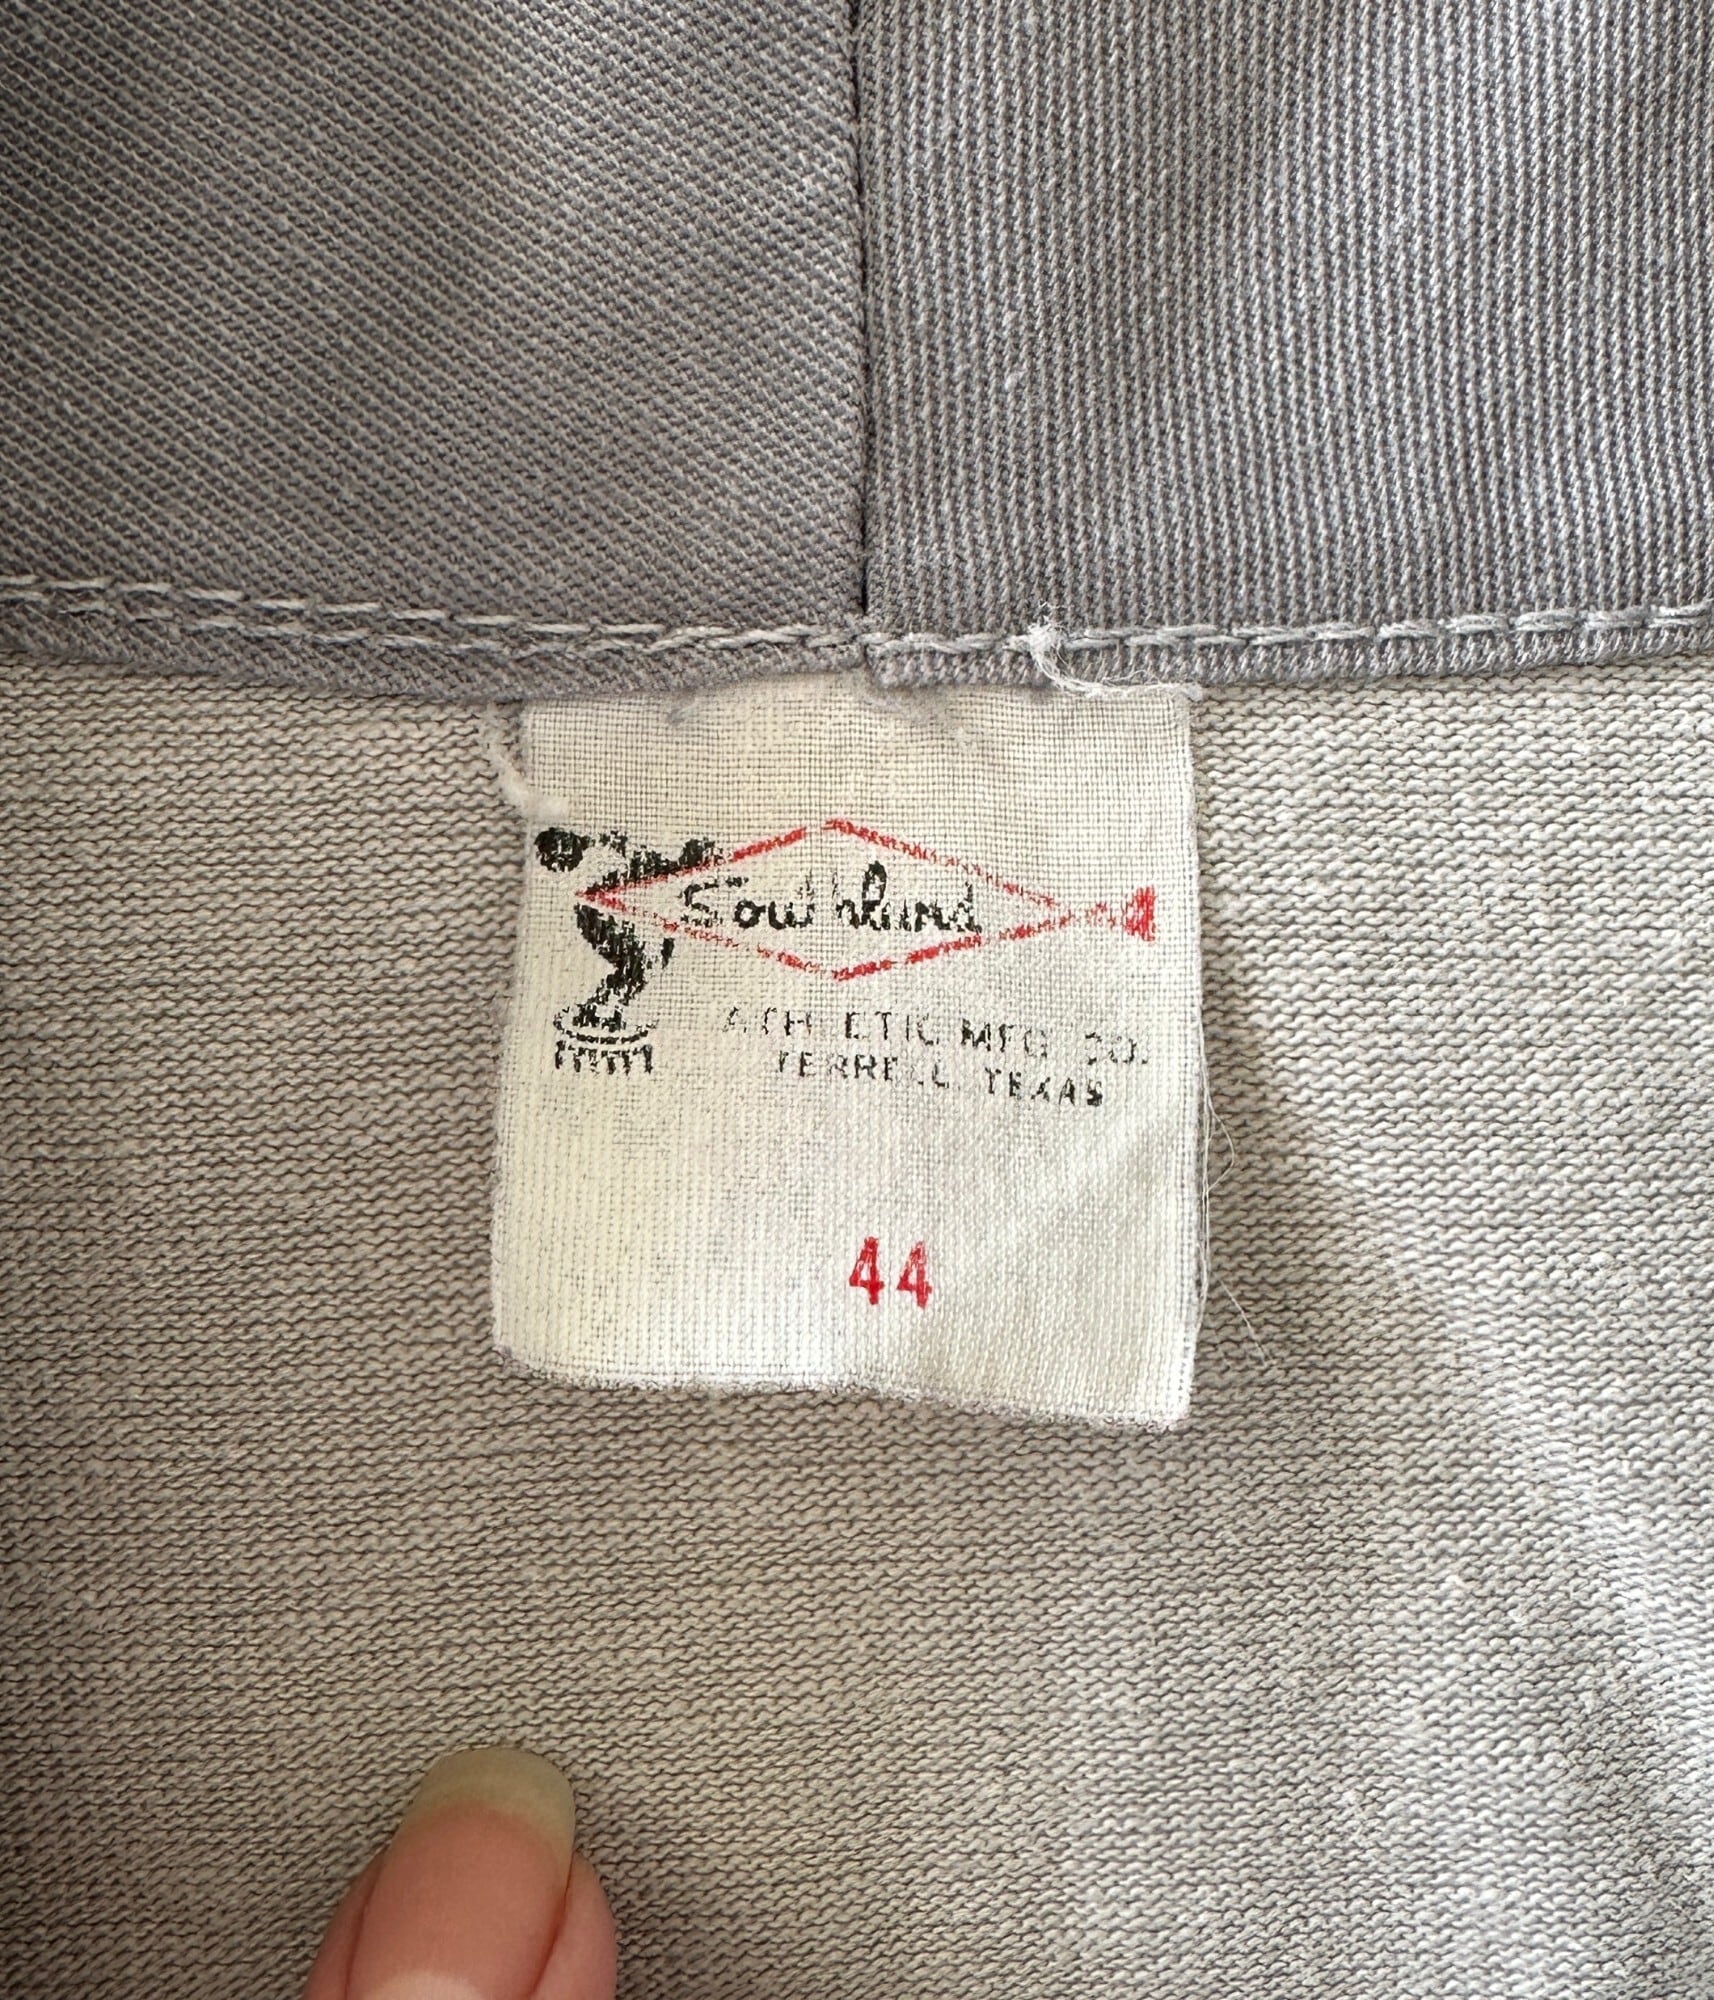 Southland
ATHLETIC MFG. CO.
TERRELL, TEXAS
44